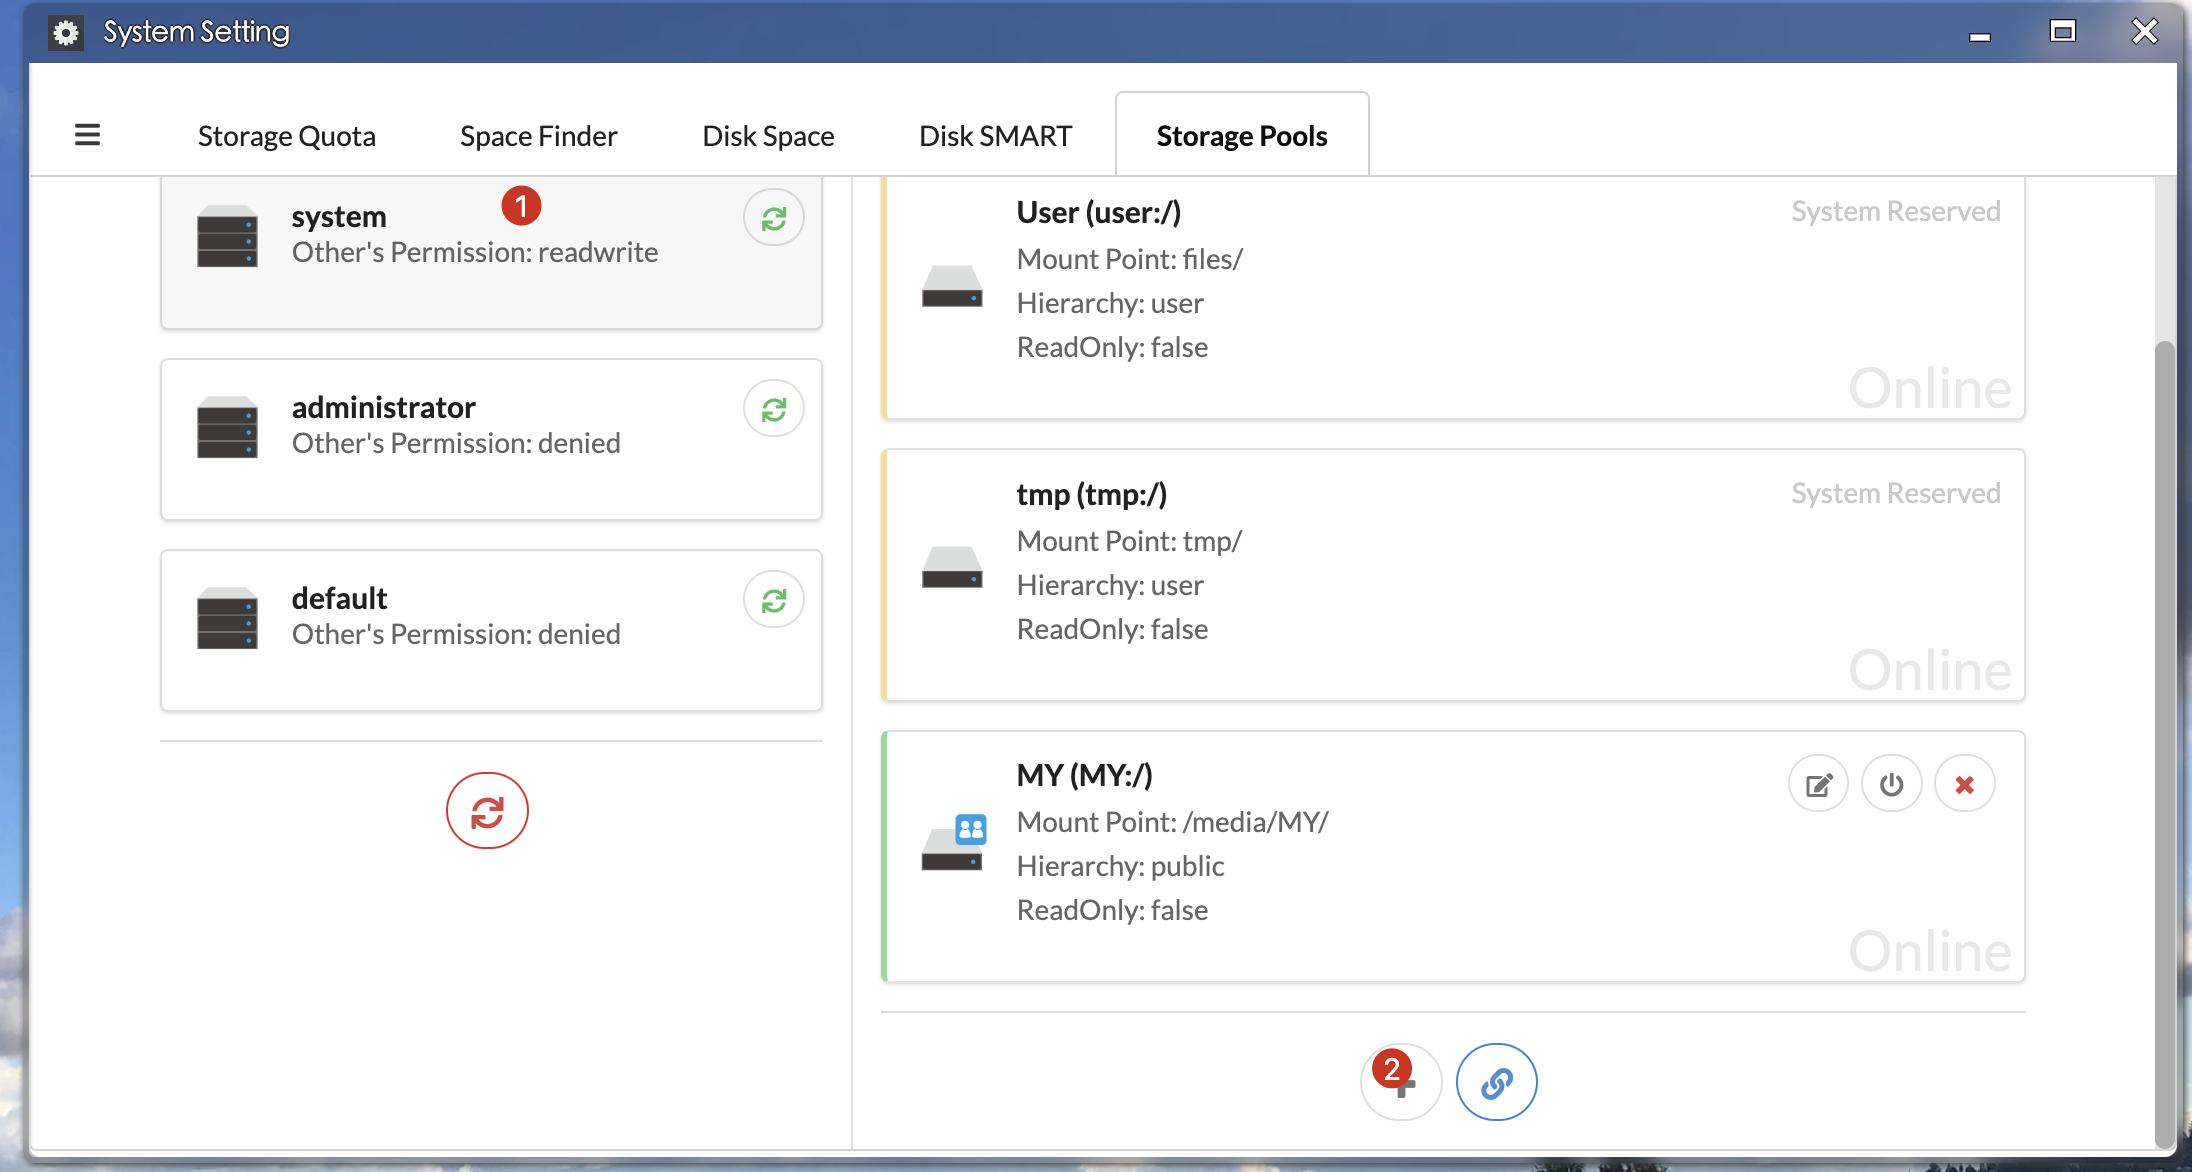 System Setting
Storage Quota
Space Finder
Disk Space
Disk SMART
Storage Pools
system
1
Other's Permission: readwrite
administrator
Other's Permission: denied
default
Other's Permission: denied
User (user:/)
System Reserved
Mount Point: files/
Hierarchy: user
ReadOnly: false
Online
tmp (tmp:/)
System Reserved
Mount Point: tmp/
Hierarchy: user
ReadOnly: false
Online
MY (MY:/)
Mount Point: /media/MY/
Hierarchy: public
ReadOnly: false
Online
2